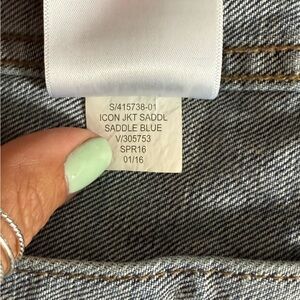 S/415738-01
ICON JKT SADDL
SADDLE BLUE
V/305753
SPR16
01/16